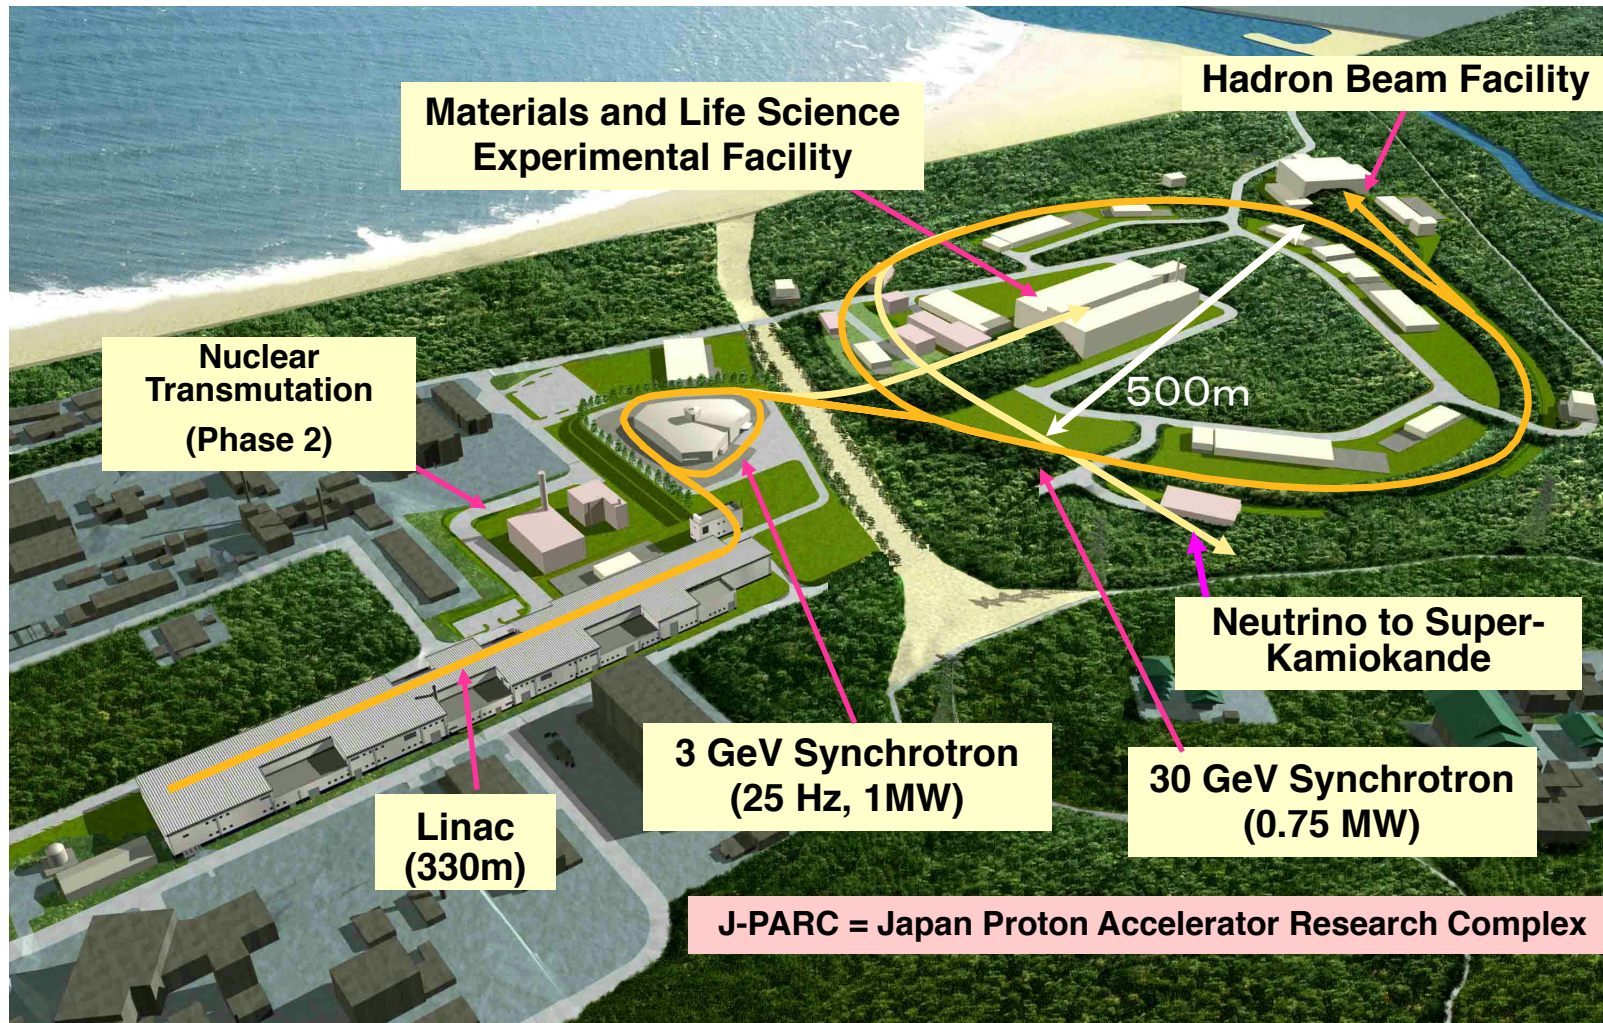 Hadron Beam Facility
Materials and Life Science
Experimental Facility
Nuclear
Transmutation
(Phase 2)
500m
Neutrino to Super-
Kamiokande
3 GeV Synchrotron
(25 Hz, 1MW)
30 GeV Synchrotron
(0.75 MW)
Linac
(330m)
J-PARC = Japan Proton Accelerator Research Complex